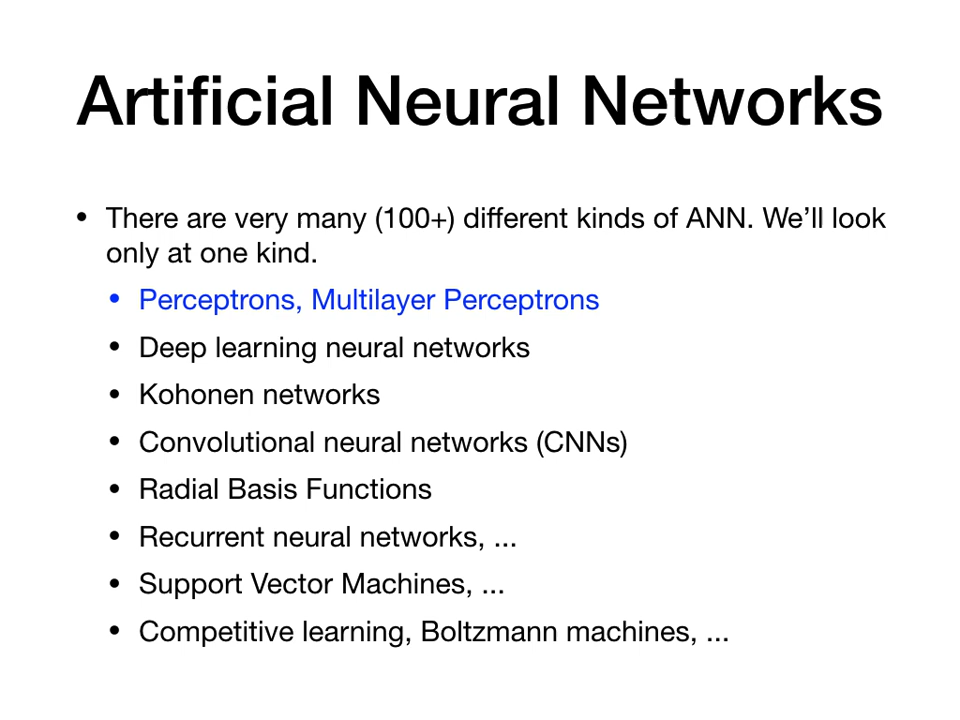 Artificial Neural Networks
• There are very many (100+) different kinds of ANN. We’ll look
only at one kind.
• Perceptrons, Multilayer Perceptrons
• Deep learning neural networks
• Kohonen networks
• Convolutional neural networks (CNNs)
• Radial Basis Functions
• Recurrent neural networks, ...
• Support Vector Machines, ...
• Competitive learning, Boltzmann machines, ...